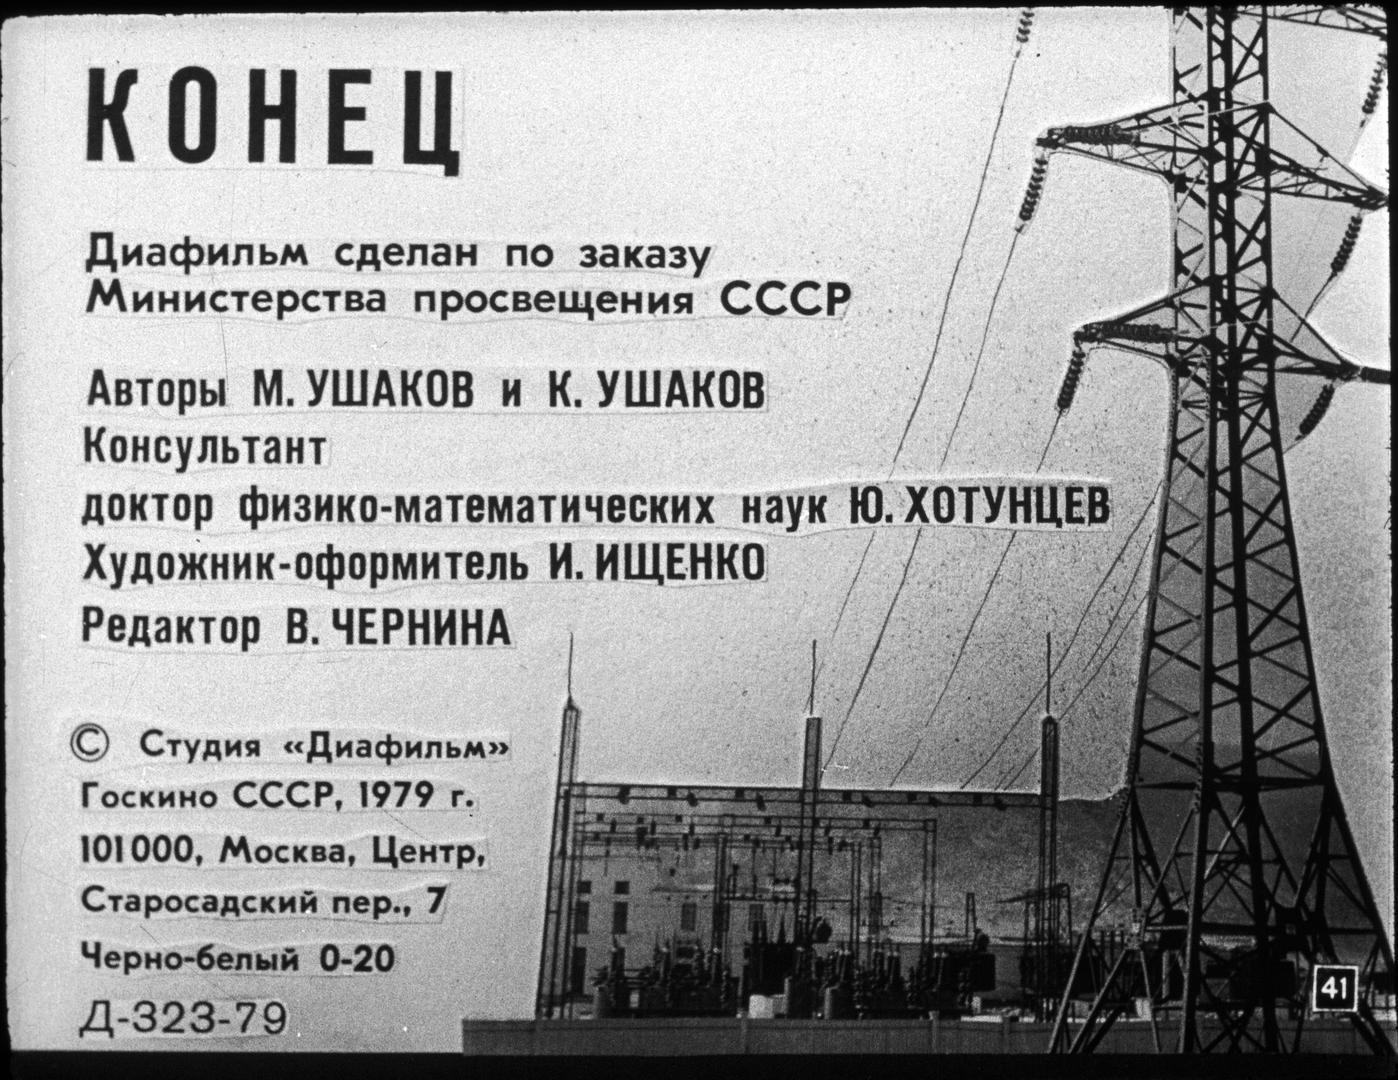 КОНЕЦ
Диафильм сделан по заказу
Министерства просвещения СССР
Авторы М. УШАКОВ и К. УШАКОВ
Консультант
доктор физико-математических наук Ю. ХОТУНЦЕВ
Художник-оформитель И. ИЩЕНКО
Редактор В. ЧЕРНИНА
© Студия «Диафильм»
Госкино СССР, 1979 г.
101000, Москва, Центр,
Старосадский пер., 7
Черно-белый 0-20
Д-323-79
41